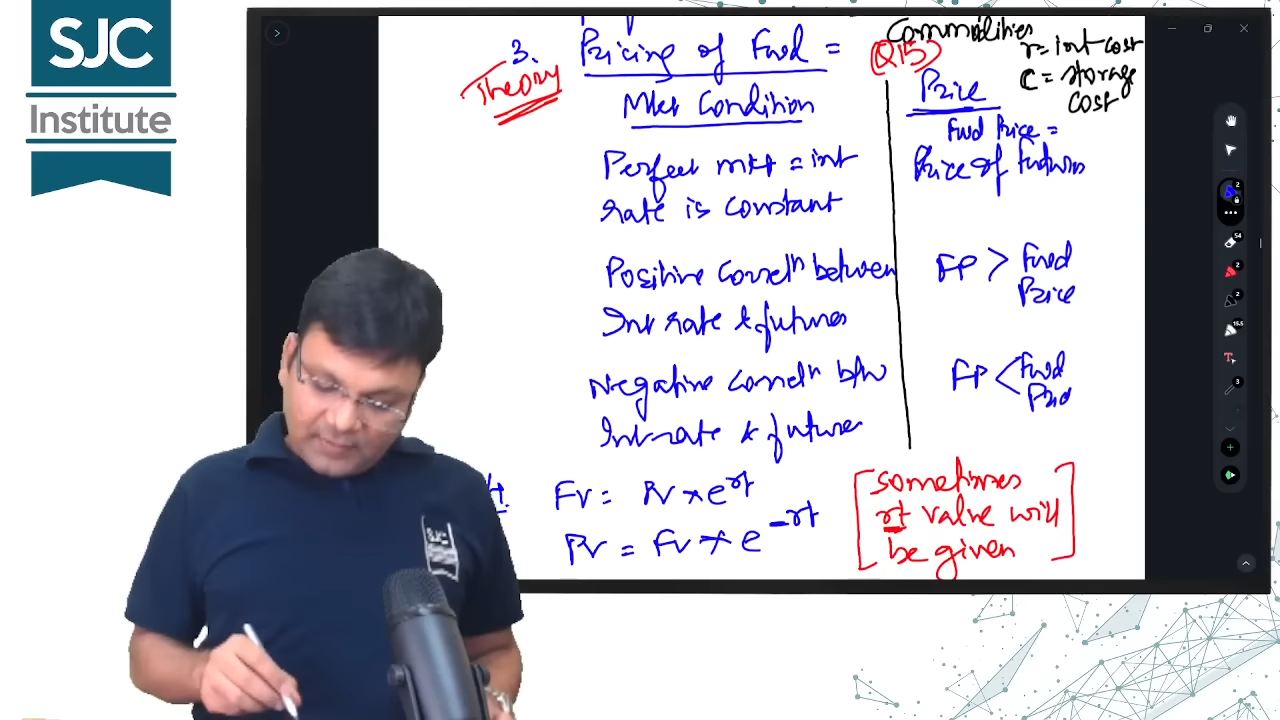 SJC
Institute
3. Pricing of Fwd =
Theory
Mkt Condition
Commodities
Q15
r = int cost
c = storage
cost
Price
Fwd Price =
Price of futures
Perfect mkt = int
rate is constant
Positive Correlⁿ between
Int rate & futures
FP > Fwd
Price
Negative Correlⁿ b/w
Int rate & futures
FP < Fwd
Price
4. FV = PV × e^rt
PV = FV × e^-rt
[sometimes
rt value will
be given]
SJC